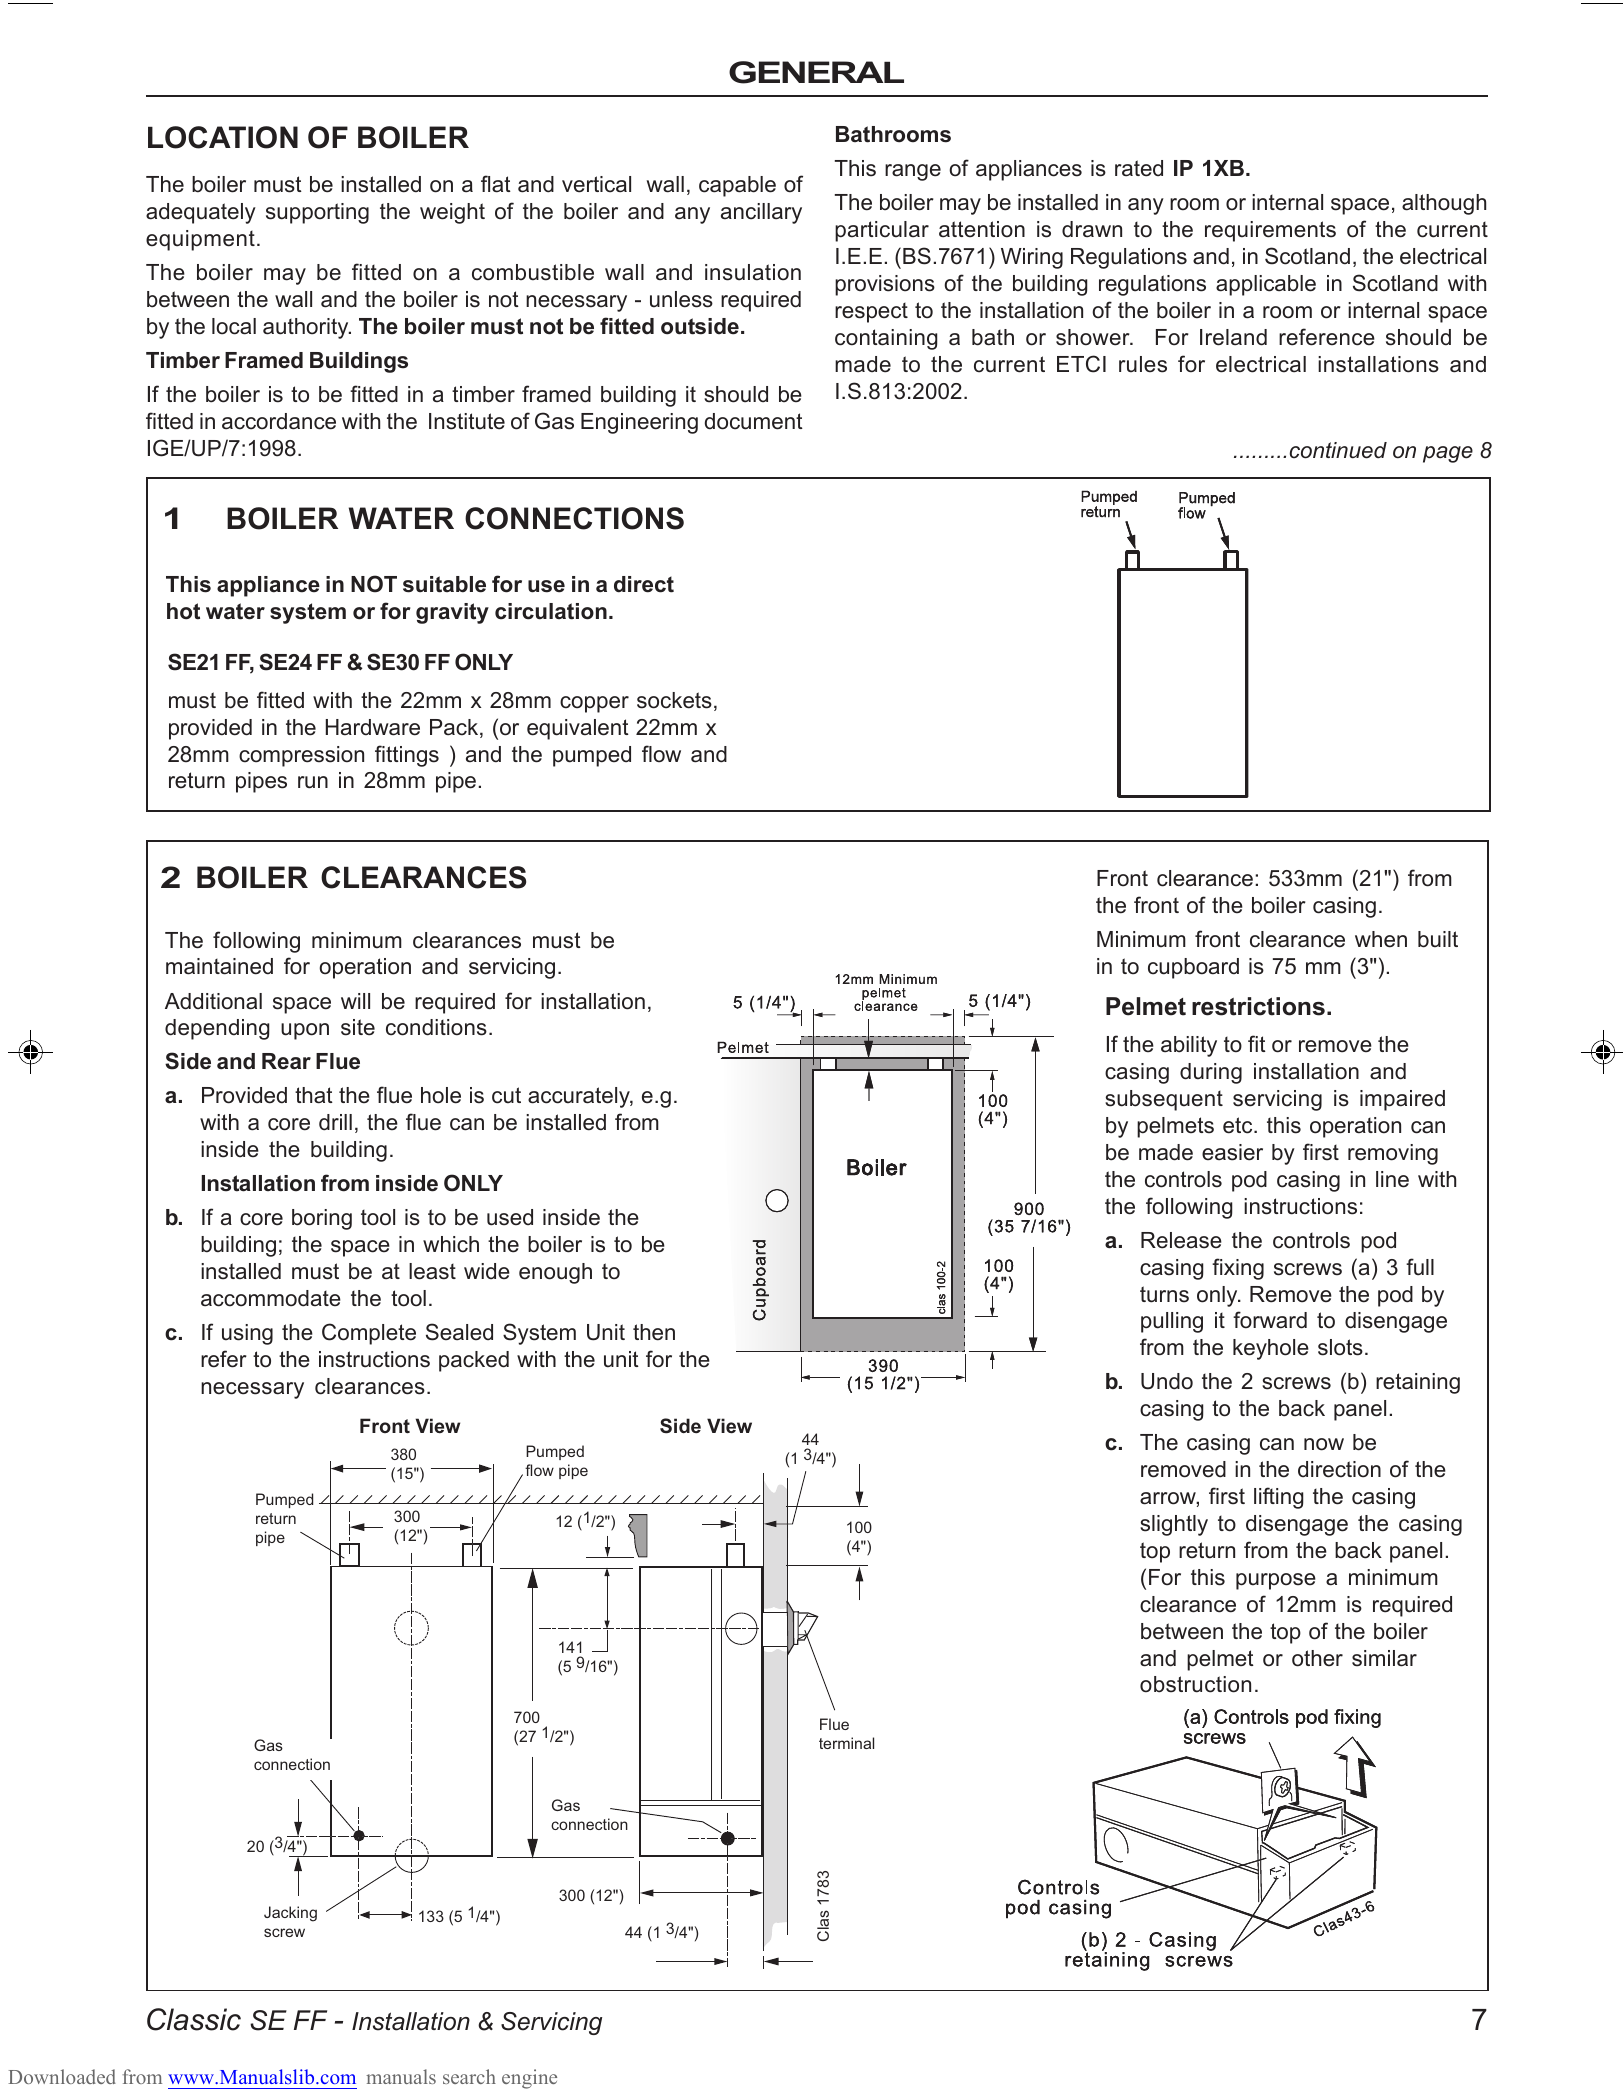 GENERAL
LOCATION OF BOILER
The boiler must be installed on a flat and vertical wall, capable of
adequately supporting the weight of the boiler and any ancillary
equipment.
The boiler may be fitted on a combustible wall and insulation
between the wall and the boiler is not necessary - unless required
by the local authority. The boiler must not be fitted outside.
Timber Framed Buildings
If the boiler is to be fitted in a timber framed building it should be
fitted in accordance with the Institute of Gas Engineering document
IGE/UP/7:1998.
Bathrooms
This range of appliances is rated IP 1XB.
The boiler may be installed in any room or internal space, although
particular attention is drawn to the requirements of the current
I.E.E. (BS.7671) Wiring Regulations and, in Scotland, the electrical
provisions of the building regulations applicable in Scotland with
respect to the installation of the boiler in a room or internal space
containing a bath or shower. For Ireland reference should be
made to the current ETCI rules for electrical installations and
I.S.813:2002.
.........continued on page 8
1 BOILER WATER CONNECTIONS
This appliance in NOT suitable for use in a direct
hot water system or for gravity circulation.
SE21 FF, SE24 FF & SE30 FF ONLY
must be fitted with the 22mm x 28mm copper sockets,
provided in the Hardware Pack, (or equivalent 22mm x
28mm compression fittings ) and the pumped flow and
return pipes run in 28mm pipe.
Pumped
return
Pumped
flow
2 BOILER CLEARANCES
The following minimum clearances must be
maintained for operation and servicing.
Additional space will be required for installation,
depending upon site conditions.
Side and Rear Flue
a. Provided that the flue hole is cut accurately, e.g.
with a core drill, the flue can be installed from
inside the building.
Installation from inside ONLY
b. If a core boring tool is to be used inside the
building; the space in which the boiler is to be
installed must be at least wide enough to
accommodate the tool.
c. If using the Complete Sealed System Unit then
refer to the instructions packed with the unit for the
necessary clearances.
12mm Minimum
pelmet
clearance
5 (1/4")
5 (1/4")
Pelmet
100
(4")
Boiler
900
(35 7/16")
100
(4")
Cupboard
clas 100-2
390
(15 1/2")
Front clearance: 533mm (21") from
the front of the boiler casing.
Minimum front clearance when built
in to cupboard is 75 mm (3").
Pelmet restrictions.
If the ability to fit or remove the
casing during installation and
subsequent servicing is impaired
by pelmets etc. this operation can
be made easier by first removing
the controls pod casing in line with
the following instructions:
a. Release the controls pod
casing fixing screws (a) 3 full
turns only. Remove the pod by
pulling it forward to disengage
from the keyhole slots.
b. Undo the 2 screws (b) retaining
casing to the back panel.
c. The casing can now be
removed in the direction of the
arrow, first lifting the casing
slightly to disengage the casing
top return from the back panel.
(For this purpose a minimum
clearance of 12mm is required
between the top of the boiler
and pelmet or other similar
obstruction.
Front View
Side View
380
(15")
Pumped
flow pipe
44
(1 3/4")
Pumped
return
pipe
300
(12")
12 (1/2")
100
(4")
141
(5 9/16")
700
(27 1/2")
Flue
terminal
Gas
connection
Gas
connection
20 (3/4")
Jacking
screw
133 (5 1/4")
300 (12")
44 (1 3/4")
Clas 1783
(a) Controls pod fixing
screws
Controls
pod casing
(b) 2 - Casing
retaining screws
Clas43-6
Classic SE FF - Installation & Servicing
7
Downloaded from www.Manualslib.com manuals search engine